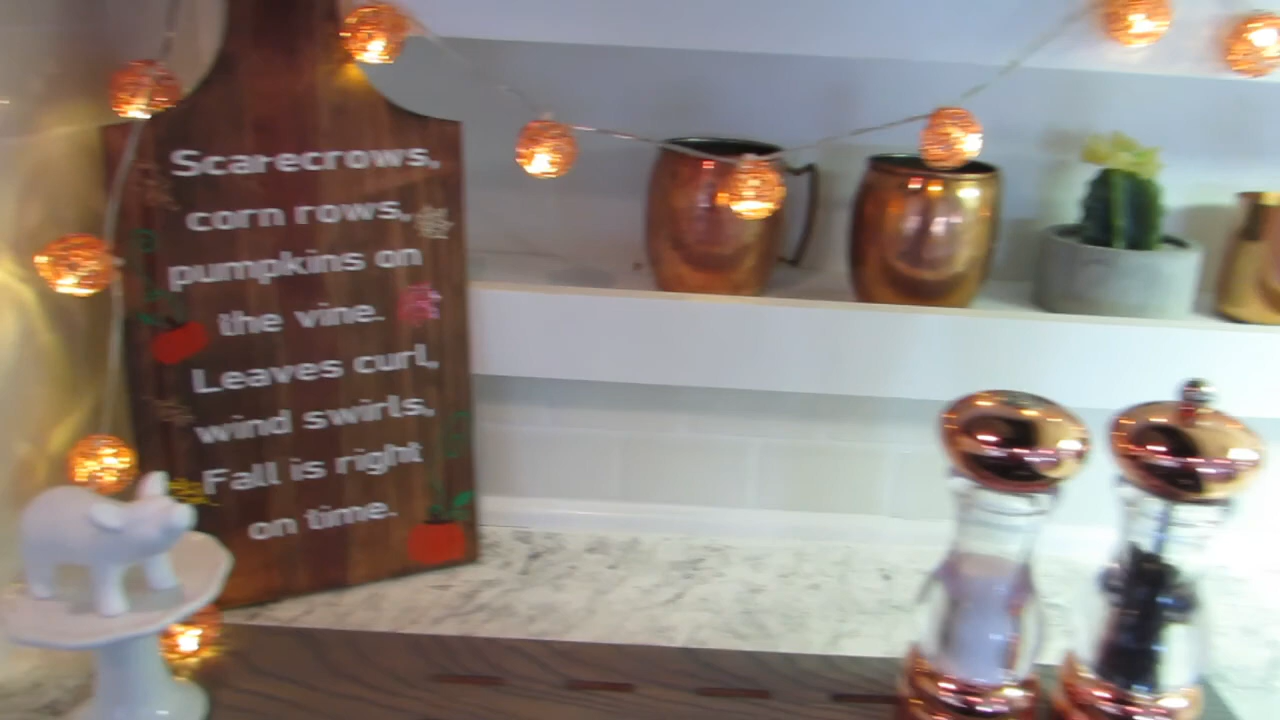 Scarecrows,
corn rows,
pumpkins on
the vine.
Leaves curl,
wind swirls,
Fall is right
on time.